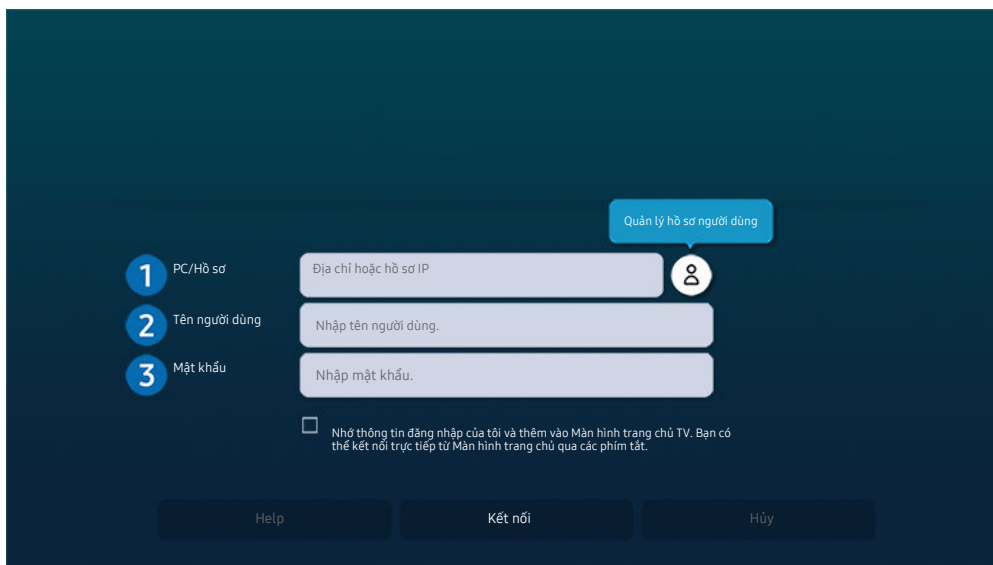 Quản lý hồ sơ người dùng
1 PC/Hồ sơ
Địa chỉ hoặc hồ sơ IP
2 Tên người dùng
Nhập tên người dùng.
3 Mật khẩu
Nhập mật khẩu.
Nhớ thông tin đăng nhập của tôi và thêm vào Màn hình trang chủ TV. Bạn có
thể kết nối trực tiếp từ Màn hình trang chủ qua các phím tắt.
Help
Kết nối
Hủy